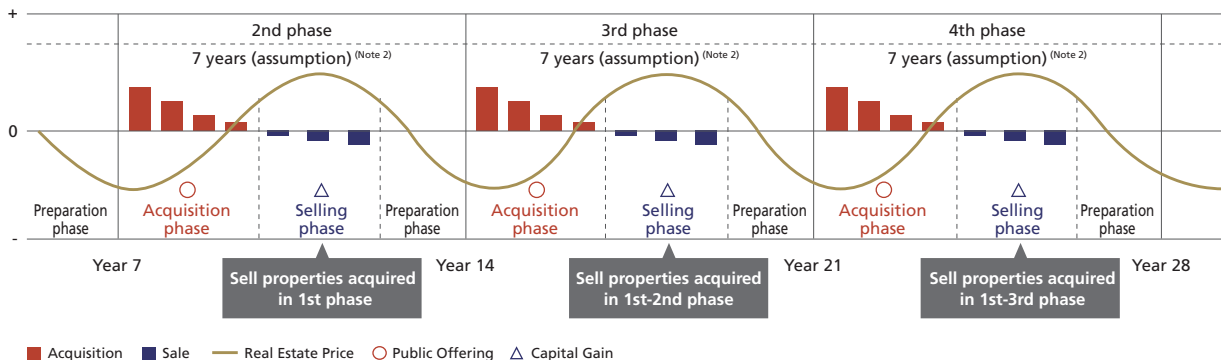 +
2nd phase
3rd phase
4th phase
7 years (assumption) (Note 2)
7 years (assumption) (Note 2)
7 years (assumption) (Note 2)
0
Preparation
phase
Acquisition
phase
Selling
phase
Preparation
phase
Acquisition
phase
Selling
phase
Preparation
phase
Acquisition
phase
Selling
phase
Preparation
phase
-
Year 7
Year 14
Year 21
Year 28
Sell properties acquired
in 1st phase
Sell properties acquired
in 1st-2nd phase
Sell properties acquired
in 1st-3rd phase
Acquisition
Sale
Real Estate Price
Public Offering
Capital Gain